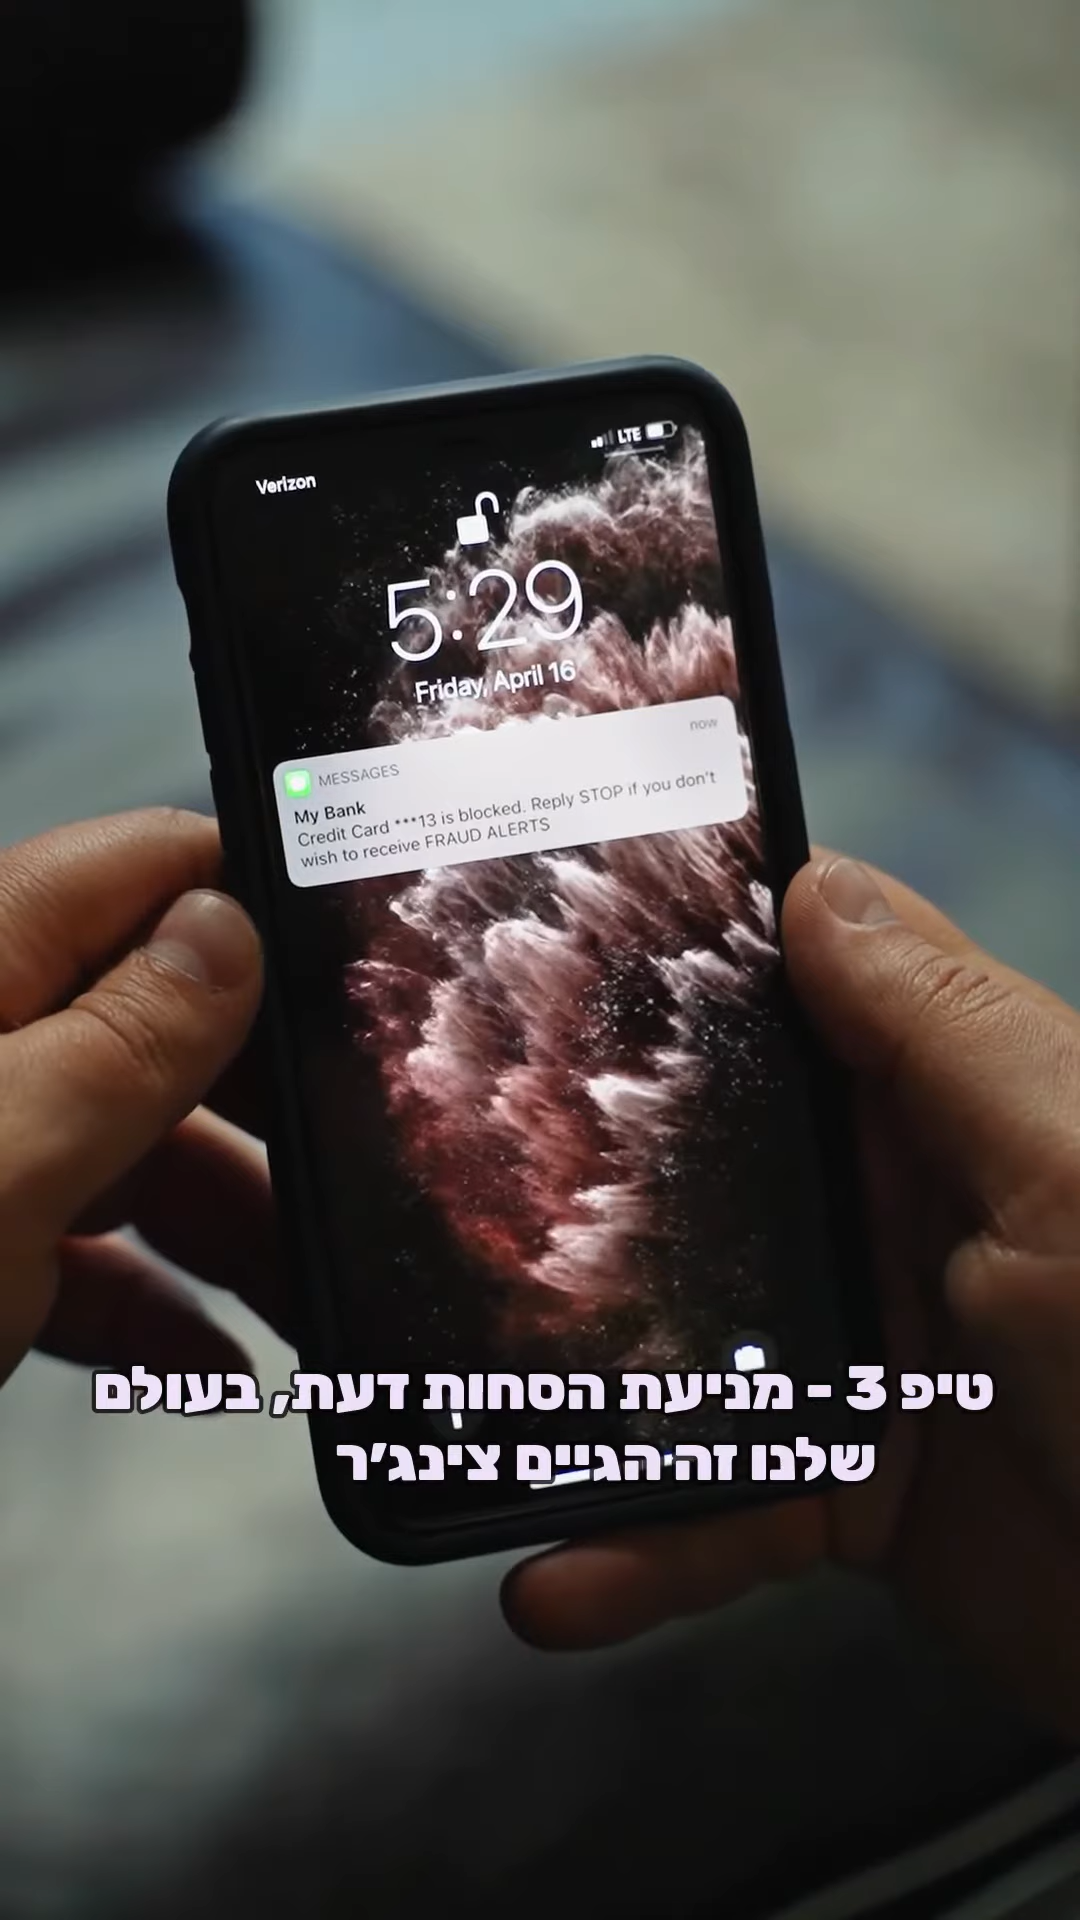 Verizon
LTE
5:29
Friday, April 16
MESSAGES
now
My Bank
Credit Card ***13 is blocked. Reply STOP if you don't
wish to receive FRAUD ALERTS
טיפ 3 - מניעת הסחות דעת, בעולם
שלנו זה הגיים צ'ינג'ר